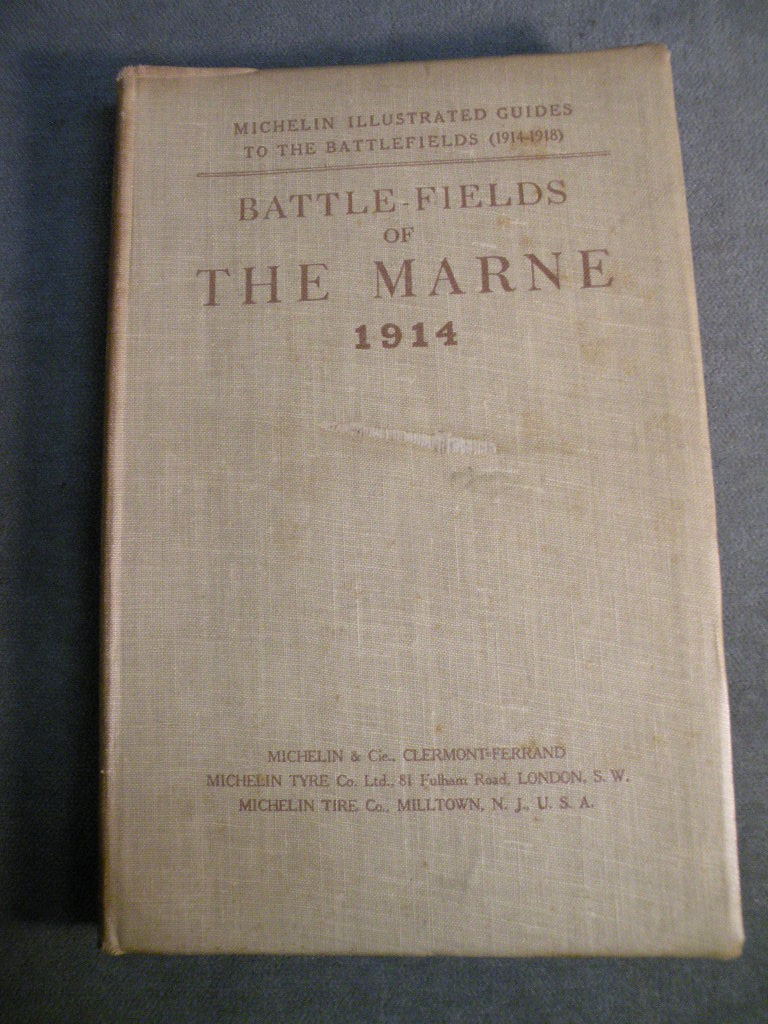 MICHELIN ILLUSTRATED GUIDES
TO THE BATTLEFIELDS (1914-1918)
BATTLE-FIELDS
OF
THE MARNE
1914
MICHELIN & Cie., CLERMONT-FERRAND
MICHELIN TYRE Co. Ltd., 81 Fulham Road, LONDON, S. W.
MICHELIN TIRE Co., MILLTOWN, N. J., U. S. A.